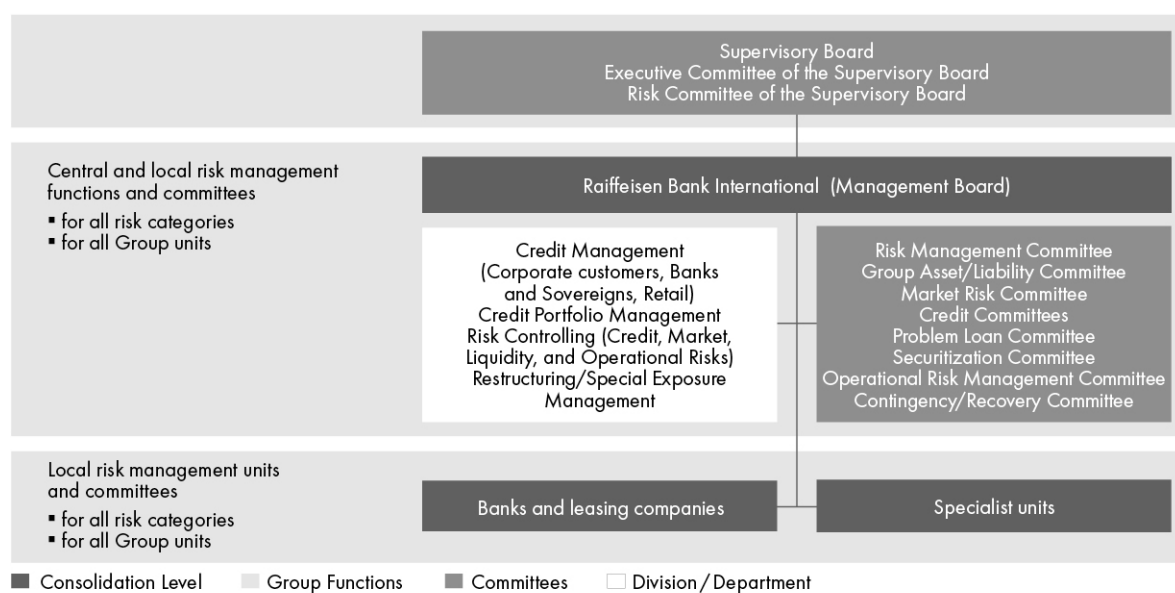 Supervisory Board
Executive Committee of the Supervisory Board
Risk Committee of the Supervisory Board
Central and local risk management
functions and committees
▪ for all risk categories
▪ for all Group units
Raiffeisen Bank International (Management Board)
Credit Management
(Corporate customers, Banks
and Sovereigns, Retail)
Credit Portfolio Management
Risk Controlling (Credit, Market,
Liquidity, and Operational Risks)
Restructuring/Special Exposure
Management
Risk Management Committee
Group Asset/Liability Committee
Market Risk Committee
Credit Committees
Problem Loan Committee
Securitization Committee
Operational Risk Management Committee
Contingency/Recovery Committee
Local risk management units
and committees
▪ for all risk categories
▪ for all Group units
Banks and leasing companies
Specialist units
Consolidation Level
Group Functions
Committees
Division/Department